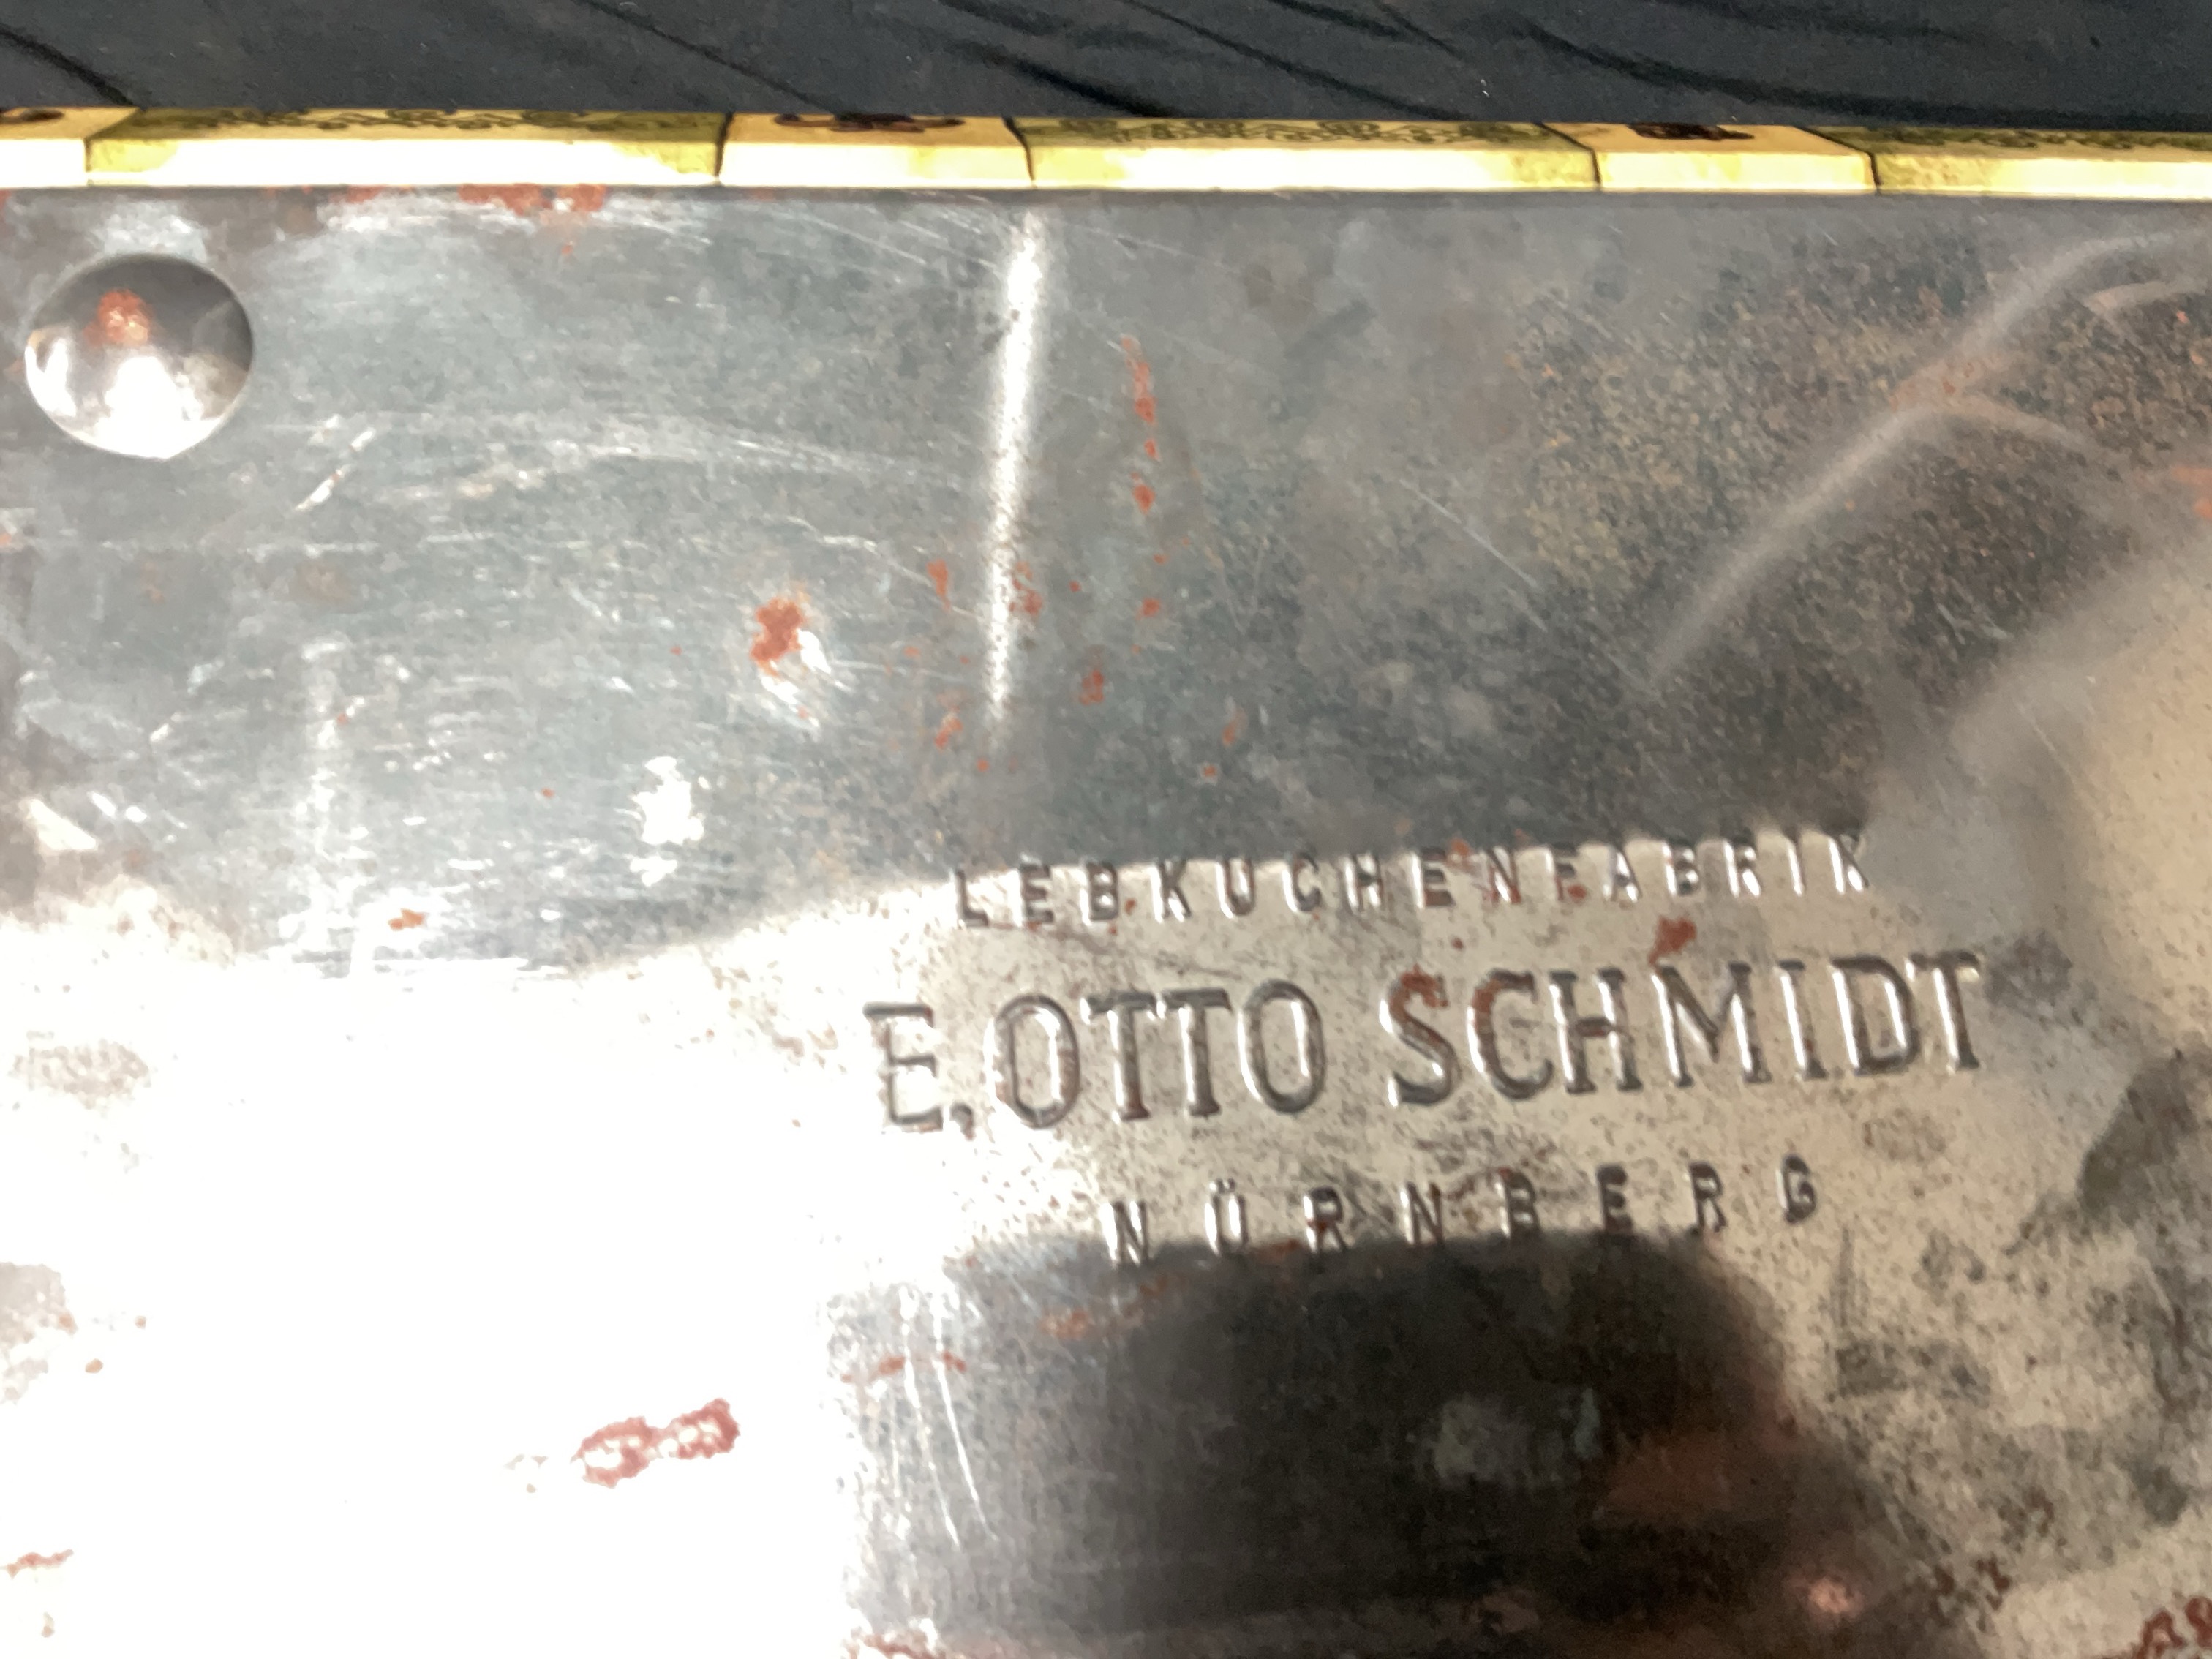 LEBKUCHENFABRIK
E. OTTO SCHMIDT
NÜRNBERG